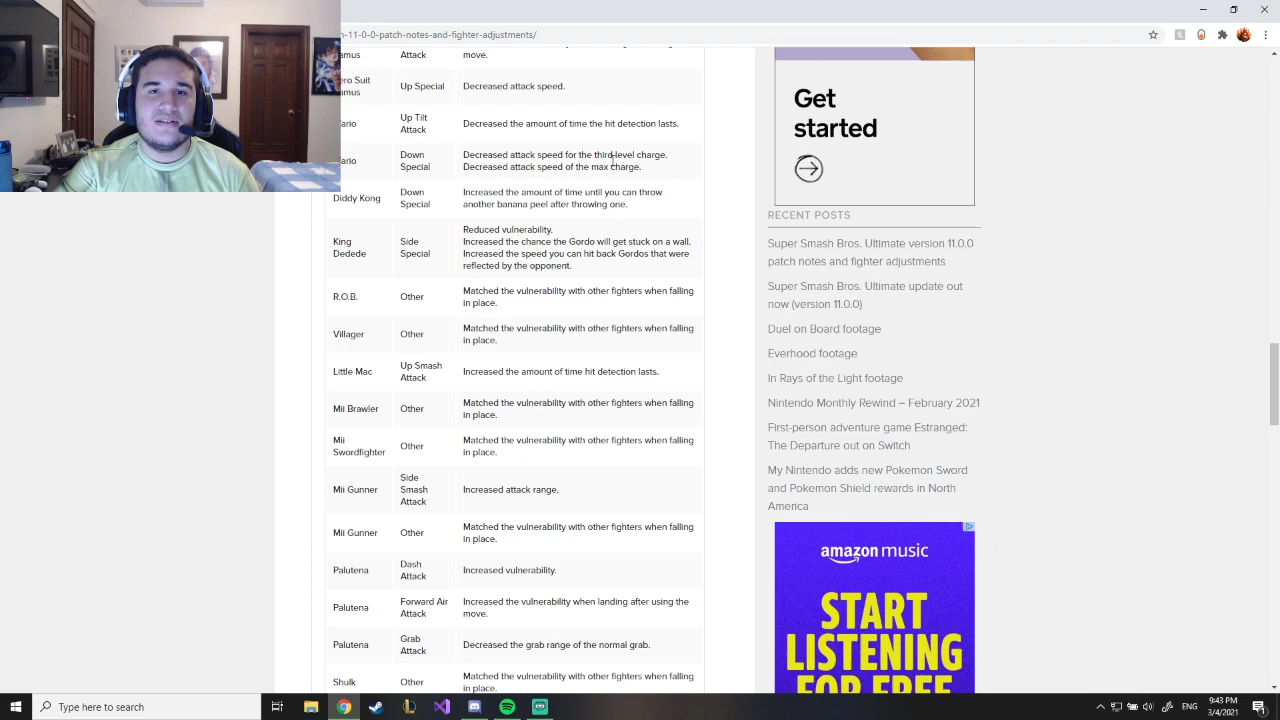 n-11-0-0-patch-notes-and-fighter-adjustments/
amus
Attack
move.
ero Suit
amus
Up Special
Decreased attack speed.
ario
Up Tilt
Attack
Decreased the amount of time the hit detection lasts.
ario
Down
Special
Decreased attack speed for the third-level charge.
Decreased attack speed of the max charge.
Diddy Kong
Down
Special
Increased the amount of time until you can throw
another banana peel after throwing one.
King
Dedede
Side
Special
Reduced vulnerability.
Increased the chance the Gordo will get stuck on a wall.
Increased the speed you can hit back Gordos that were
reflected by the opponent.
R.O.B.
Other
Matched the vulnerability with other fighters when falling
in place.
Villager
Other
Matched the vulnerability with other fighters when falling
in place.
Little Mac
Up Smash
Attack
Increased the amount of time hit detection lasts.
Mii Brawler
Other
Matched the vulnerability with other fighters when falling
in place.
Mii
Swordfighter
Other
Matched the vulnerability with other fighters when falling
in place.
Mii Gunner
Side
Smash
Attack
Increased attack range.
Mii Gunner
Other
Matched the vulnerability with other fighters when falling
in place.
Palutena
Dash
Attack
Increased vulnerability.
Palutena
Forward Air
Attack
Increased the vulnerability when landing after using the
move.
Palutena
Grab
Attack
Decreased the grab range of the normal grab.
Shulk
Other
Matched the vulnerability with other fighters when falling
in place.
Get
started
RECENT POSTS
Super Smash Bros. Ultimate version 11.0.0
patch notes and fighter adjustments
Super Smash Bros. Ultimate update out
now (version 11.0.0)
Duel on Board footage
Everhood footage
In Rays of the Light footage
Nintendo Monthly Rewind – February 2021
First-person adventure game Estranged:
The Departure out on Switch
My Nintendo adds new Pokemon Sword
and Pokemon Shield rewards in North
America
amazon music
START
LISTENING
FOR FREE
Type here to search
ENG
9:43 PM
3/4/2021